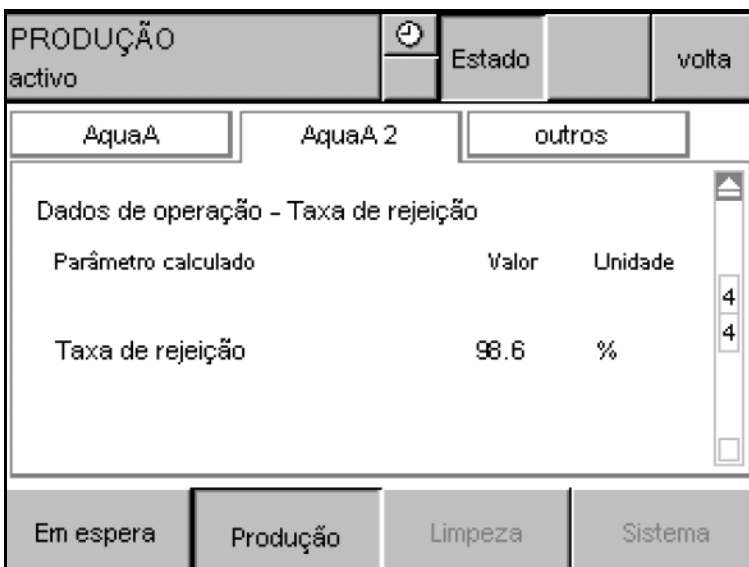 PRODUÇÃO
activo
Estado
volta
AquaA
AquaA 2
outros
Dados de operação - Taxa de rejeição
Parâmetro calculado Valor Unidade
4
4
Taxa de rejeição 98.6 %
Em espera
Produção
Limpeza
Sistema